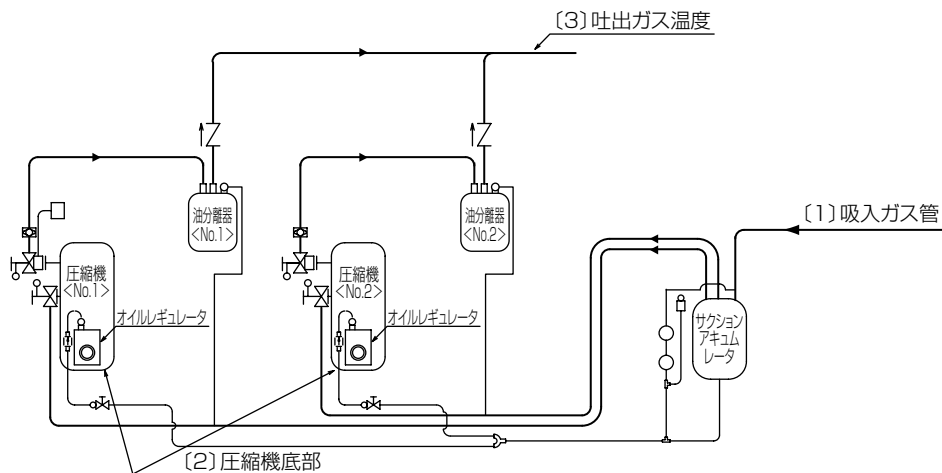 〔3〕吐出ガス温度
油分離器
<No.1>
油分離器
<No.2>
〔1〕吸入ガス管
圧縮機
<No.1>
圧縮機
<No.2>
オイルレギュレータ
オイルレギュレータ
サクション
アキュム
レータ
〔2〕圧縮機底部